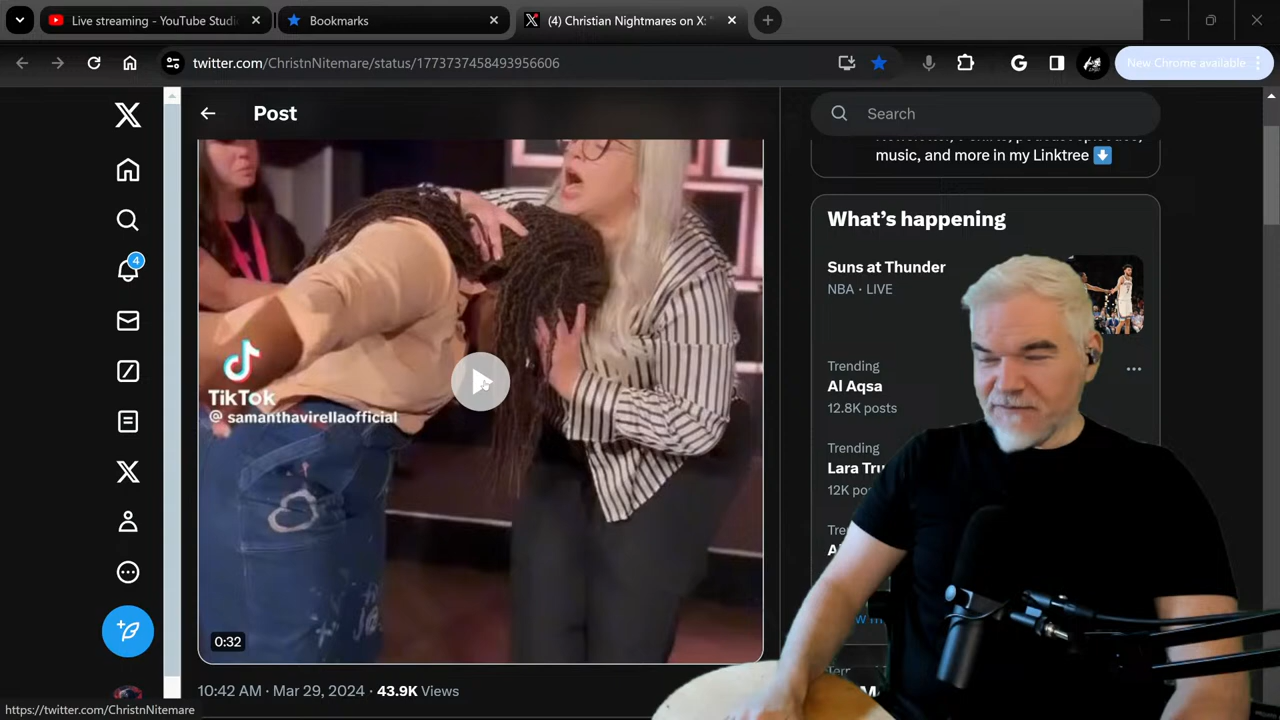 Live streaming - YouTube Studi
Bookmarks
(4) Christian Nightmares on X: "
twitter.com/ChristnNitemare/status/1773737458493956606
New Chrome available
Post
Search
music, and more in my Linktree
What's happening
Suns at Thunder
NBA · LIVE
Trending
Al Aqsa
12.8K posts
Trending
Lara Tru
12K po
Tre
4
TikTok
@ samanthavirellaofficial
0:32
10:42 AM · Mar 29, 2024 · 43.9K Views
https://twitter.com/ChristnNitemare